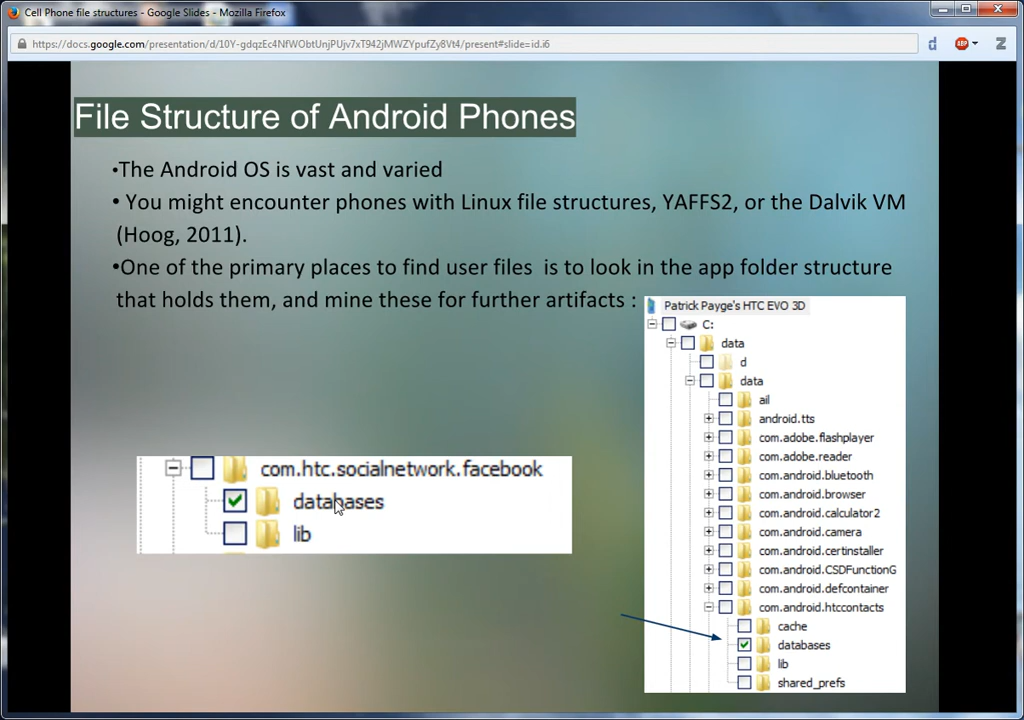 Cell Phone file structures - Google Slides - Mozilla Firefox
https://docs.google.com/presentation/d/10Y-gdqzEc4NfWObtUnjPUjv7xT942jMWZYpufZy8Vt4/present#slide=id.i6
d
ABP
Z
File Structure of Android Phones
•The Android OS is vast and varied
• You might encounter phones with Linux file structures, YAFFS2, or the Dalvik VM
(Hoog, 2011).
•One of the primary places to find user files is to look in the app folder structure
that holds them, and mine these for further artifacts :
Patrick Payge's HTC EVO 3D
C:
data
d
data
ail
android.tts
com.adobe.flashplayer
com.adobe.reader
com.android.bluetooth
com.android.browser
com.android.calculator2
com.android.camera
com.android.certinstaller
com.android.CSDFunctionG
com.android.defcontainer
com.android.htccontacts
cache
databases
lib
shared_prefs
com.htc.socialnetwork.facebook
databases
lib